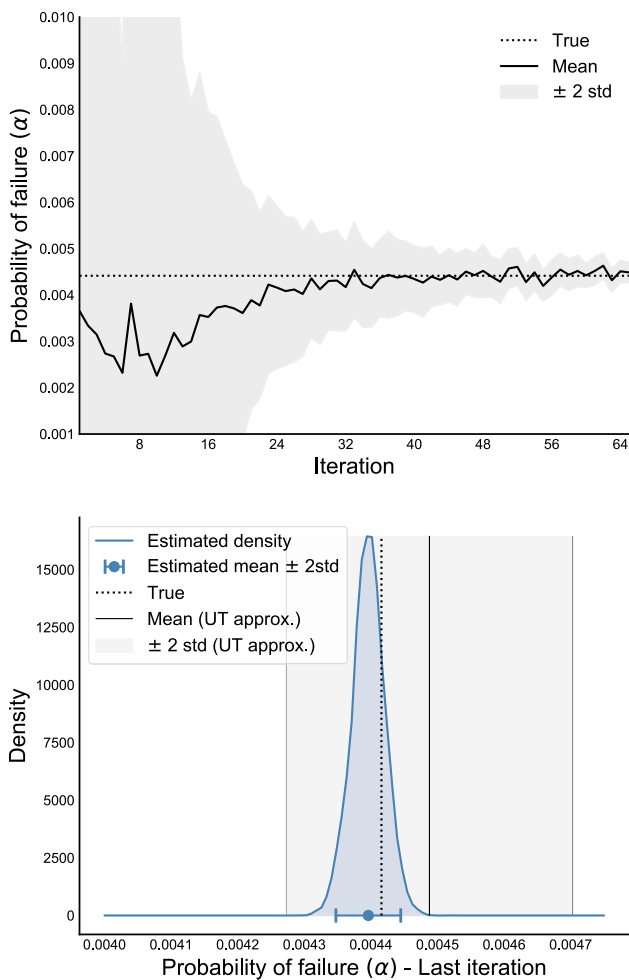 0.010
0.009
0.008
0.007
0.006
0.005
0.004
0.003
0.002
0.001
Probability of failure (α)
True
Mean
± 2 std
8 16 24 32 40 48 56 64
Iteration
Estimated density
Estimated mean ± 2std
True
Mean (UT approx.)
± 2 std (UT approx.)
15000
12500
10000
7500
5000
2500
0
Density
0.0040 0.0041 0.0042 0.0043 0.0044 0.0045 0.0046 0.0047
Probability of failure (α) - Last iteration